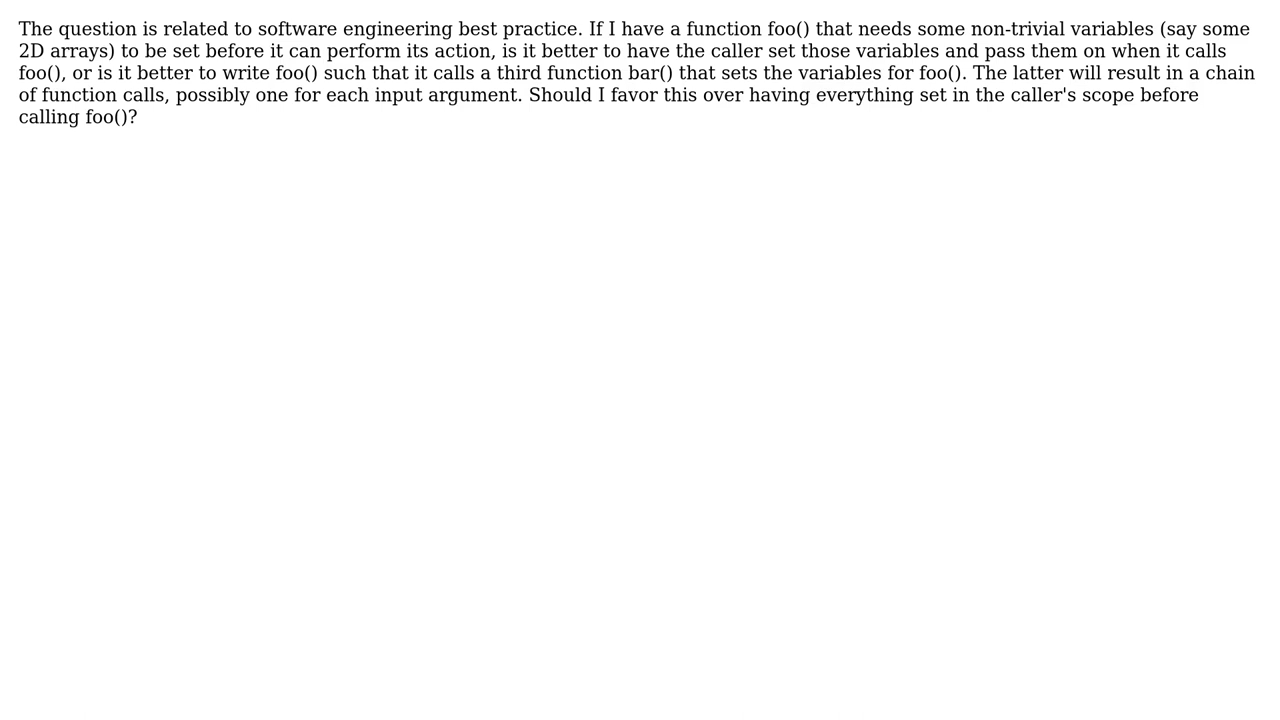 The question is related to software engineering best practice. If I have a function foo() that needs some non-trivial variables (say some
2D arrays) to be set before it can perform its action, is it better to have the caller set those variables and pass them on when it calls
foo(), or is it better to write foo() such that it calls a third function bar() that sets the variables for foo(). The latter will result in a chain
of function calls, possibly one for each input argument. Should I favor this over having everything set in the caller's scope before
calling foo()?